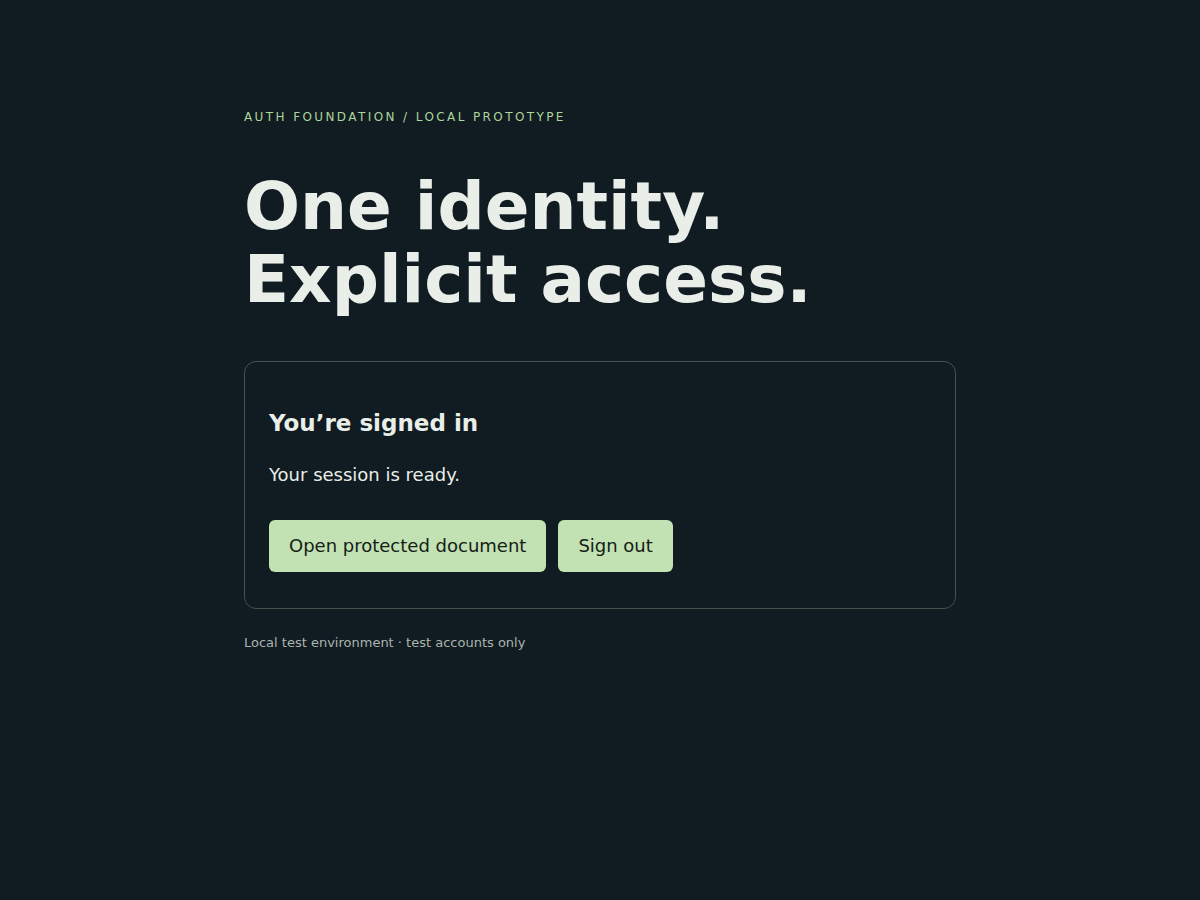 AUTH FOUNDATION / LOCAL PROTOTYPE
One identity.
Explicit access.
You’re signed in
Your session is ready.
Open protected document
Sign out
Local test environment · test accounts only